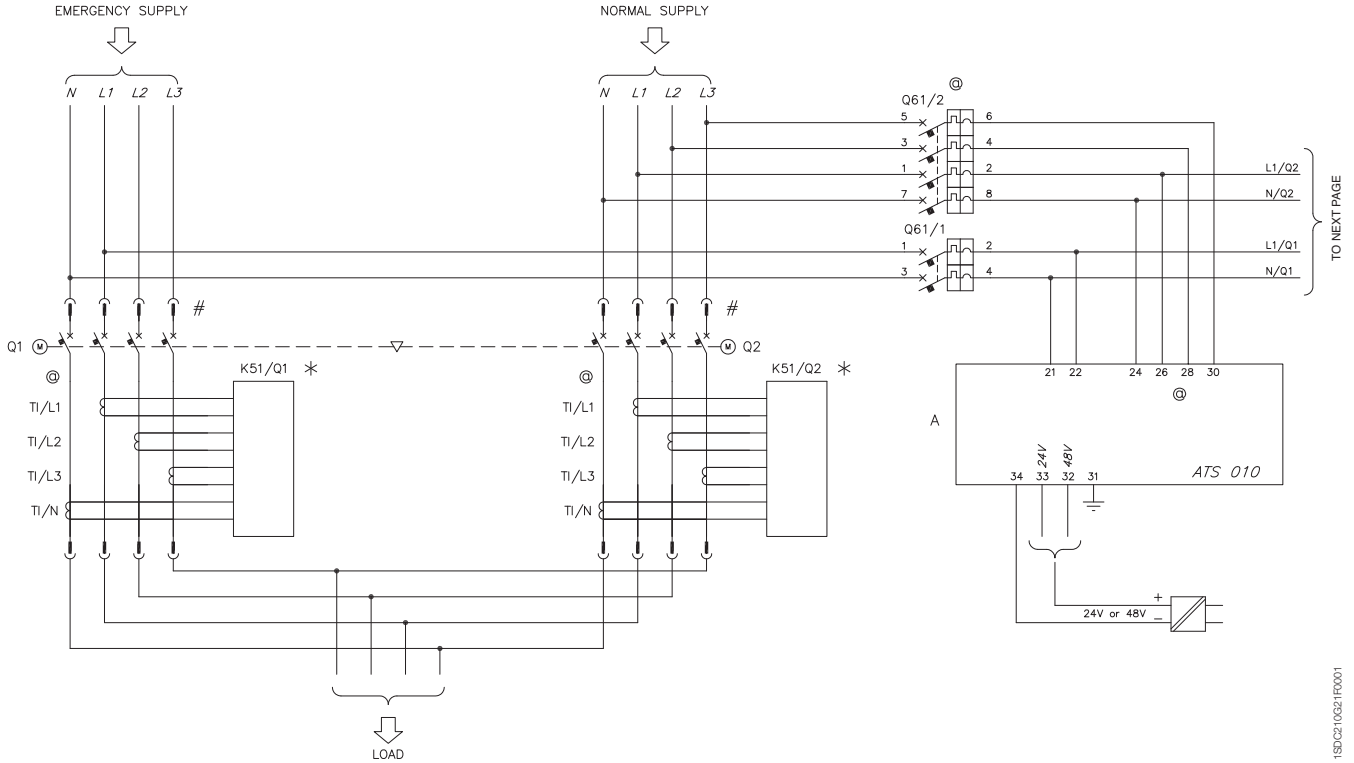 EMERGENCY SUPPLY
NORMAL SUPPLY
N L1 L2 L3
N L1 L2 L3
@
Q61/2
5 6
3 4
1 2 L1/Q2
7 8 N/Q2
Q61/1
1 2 L1/Q1
3 4 N/Q1
TO NEXT PAGE
#
#
Q1 M
M Q2
@
K51/Q1 *
@
K51/Q2 *
TI/L1
TI/L2
TI/L3
TI/N
TI/L1
TI/L2
TI/L3
TI/N
21 22 24 26 28 30
@
A
24V 48V
34 33 32 31
ATS 010
+
24V or 48V −
LOAD
1SDC210G21F0001